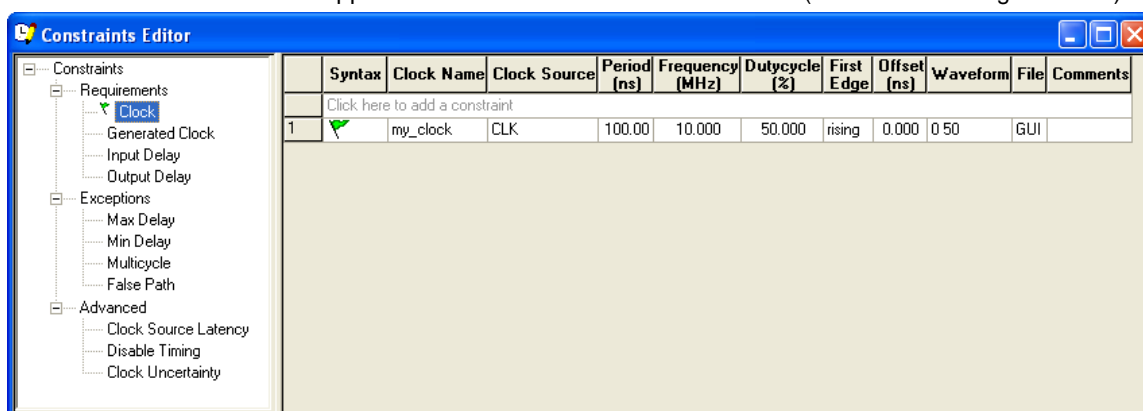 Constraints Editor
Constraints
Requirements
Clock
Generated Clock
Input Delay
Output Delay
Exceptions
Max Delay
Min Delay
Multicycle
False Path
Advanced
Clock Source Latency
Disable Timing
Clock Uncertainty
Syntax Clock Name Clock Source Period (ns) Frequency (MHz) Dutycycle (%) First Edge Offset (ns) Waveform File Comments
Click here to add a constraint
1 my_clock CLK 100.00 10.000 50.000 rising 0.000 0 50 GUI